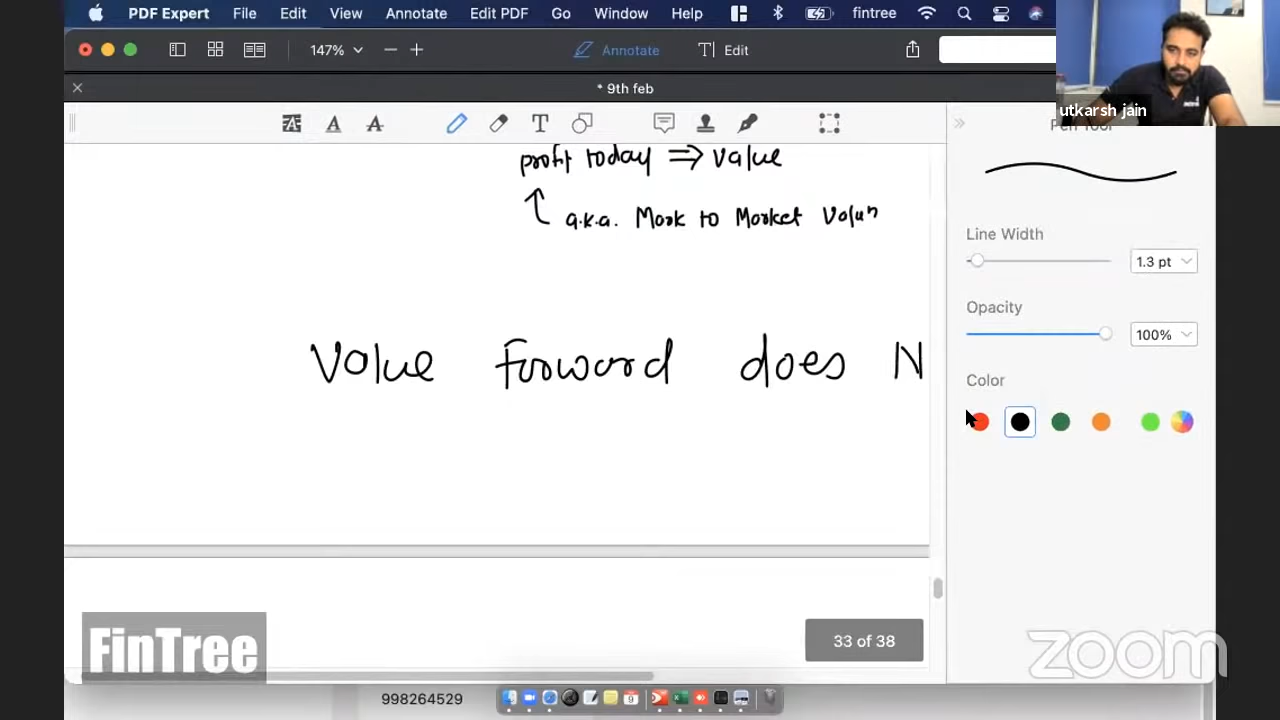 PDF Expert File Edit View Annotate Edit PDF Go Window Help fintree
147% Annotate T| Edit
* 9th feb
utkarsh jain
Pen Tool
profit today ⇒ value
a.k.a. Mark to Market Value
Line Width
1.3 pt
Opacity
100%
Value forward does N
Color
FinTree
33 of 38
zoom
998264529